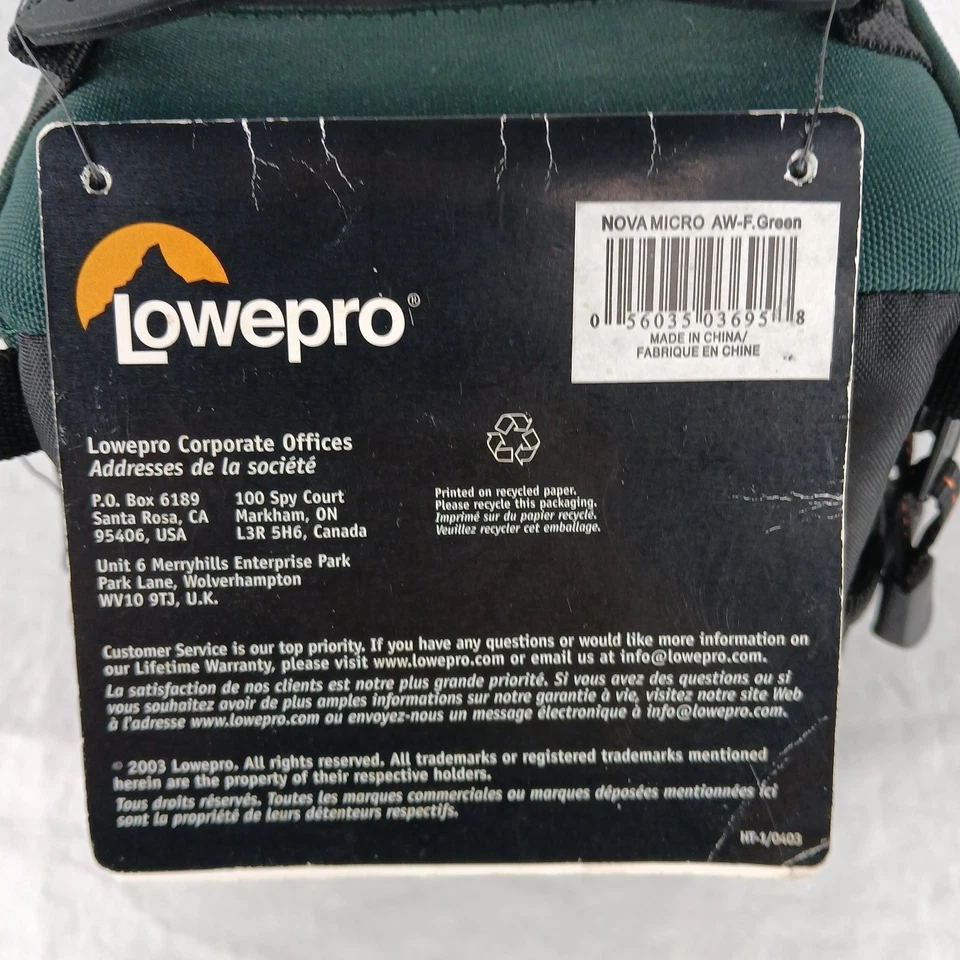 NOVA MICRO AW-F.Green
0 56035 03695 8
MADE IN CHINA/
FABRIQUE EN CHINE
Lowepro®
Lowepro Corporate Offices
Addresses de la société
P.O. Box 6189
Santa Rosa, CA
95406, USA
100 Spy Court
Markham, ON
L3R 5H6, Canada
Unit 6 Merryhills Enterprise Park
Park Lane, Wolverhampton
WV10 9TJ, U.K.
Printed on recycled paper.
Please recycle this packaging.
Imprimé sur du papier recyclé.
Veuillez recycler cet emballage.
Customer Service is our top priority. If you have any questions or would like more information on
our Lifetime Warranty, please visit www.lowepro.com or email us at info@lowepro.com.
La satisfaction de nos clients est notre plus grande priorité. Si vous avez des questions ou si
vous souhaitez avoir de plus amples informations sur notre garantie à vie, visitez notre site Web
à l'adresse www.lowepro.com ou envoyez-nous un message électronique à info@lowepro.com.
© 2003 Lowepro. All rights reserved. All trademarks or registered trademarks mentioned
herein are the property of their respective holders.
Tous droits réservés. Toutes les marques commerciales ou marques déposées mentionnées ici
sont la propriété de leurs détenteurs respectifs.
HT-1/0403